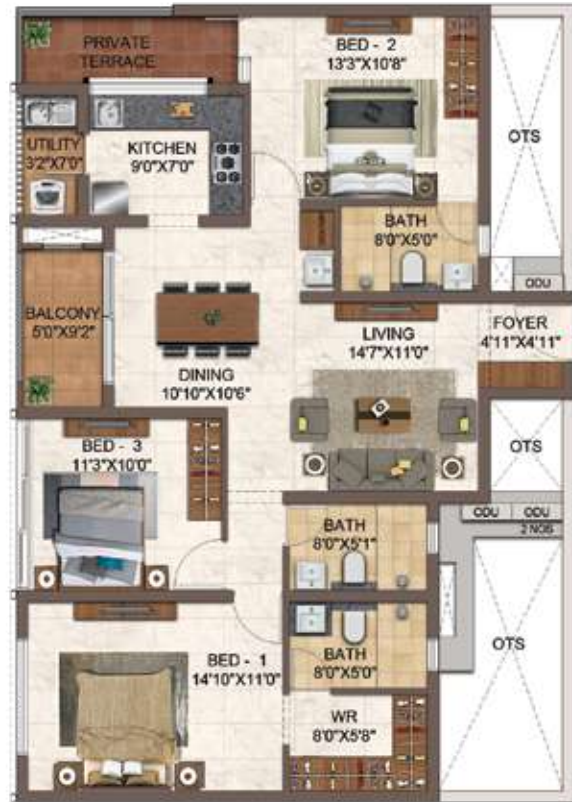 PRIVATE
TERRACE
BED - 2
13'3"X10'8"
OTS
UTILITY
3'2"X7'0"
KITCHEN
9'0"X7'0"
BATH
8'0"X5'0"
ODU
BALCONY
5'0"X9'2"
LIVING
14'7"X11'0"
FOYER
4'11"X4'11"
DINING
10'10"X10'6"
BED - 3
11'3"X10'0"
OTS
ODU ODU
2 NOS
BATH
8'0"X5'1"
BED - 1
14'10"X11'0"
BATH
8'0"X5'0"
OTS
WR
8'0"X5'8"